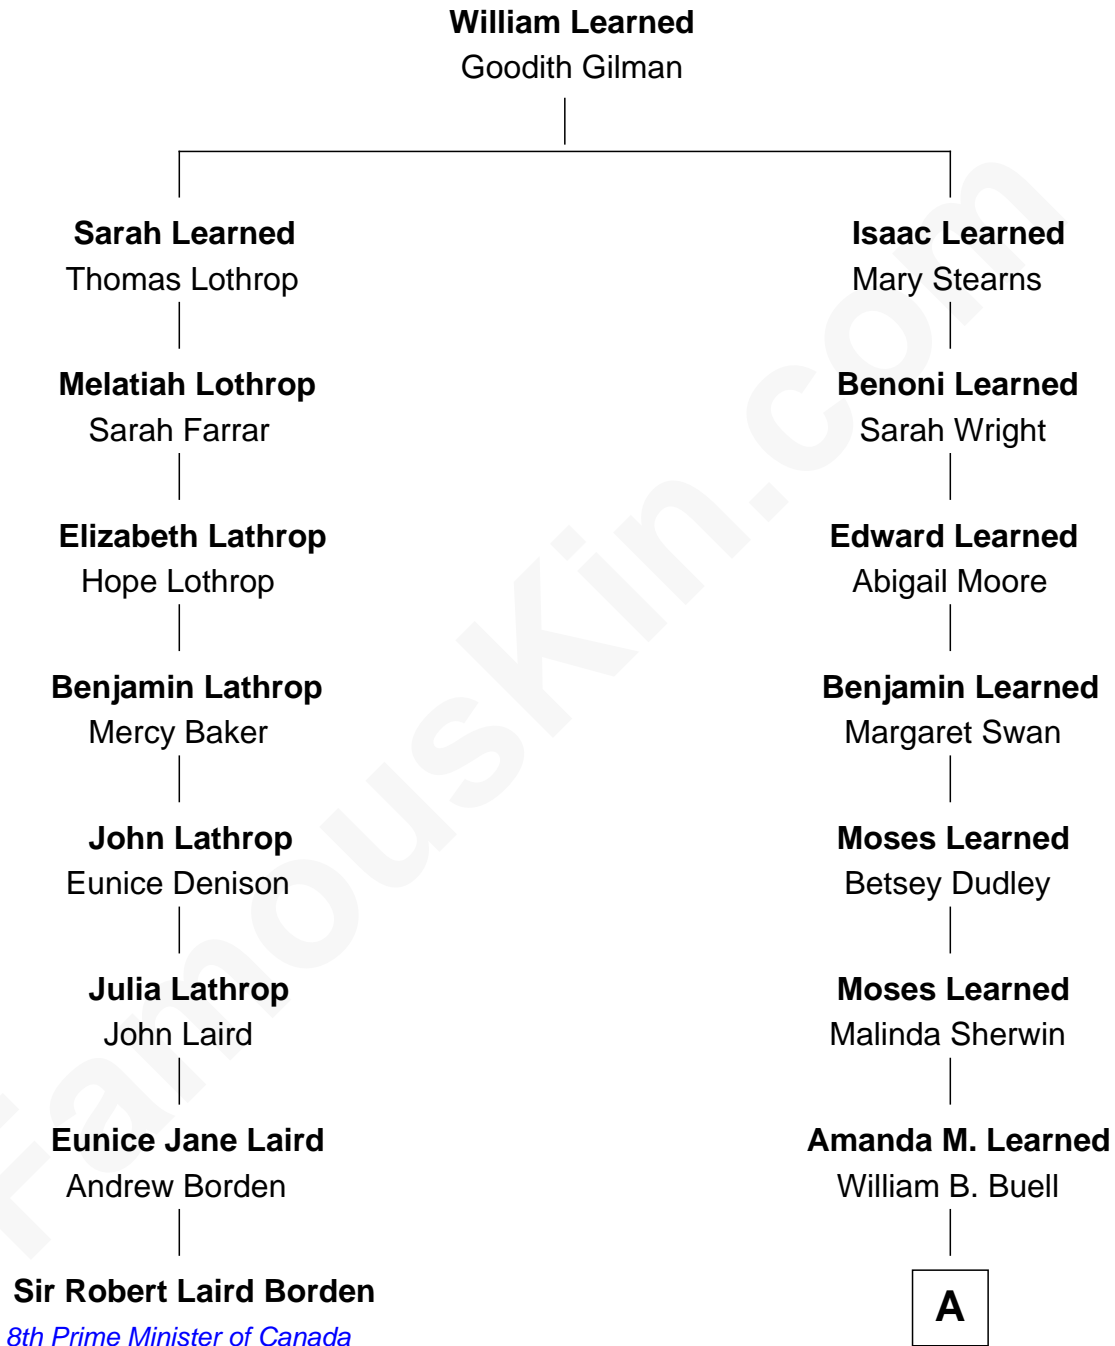 William Learned
Goodith Gilman
Sarah Learned
Thomas Lothrop
Isaac Learned
Mary Stearns
Melatiah Lothrop
Sarah Farrar
Benoni Learned
Sarah Wright
Elizabeth Lathrop
Hope Lothrop
Edward Learned
Abigail Moore
Benjamin Lathrop
Mercy Baker
Benjamin Learned
Margaret Swan
John Lathrop
Eunice Denison
Moses Learned
Betsey Dudley
Julia Lathrop
John Laird
Moses Learned
Malinda Sherwin
Eunice Jane Laird
Andrew Borden
Amanda M. Learned
William B. Buell
Sir Robert Laird Borden
8th Prime Minister of Canada
A
FamousKin.com